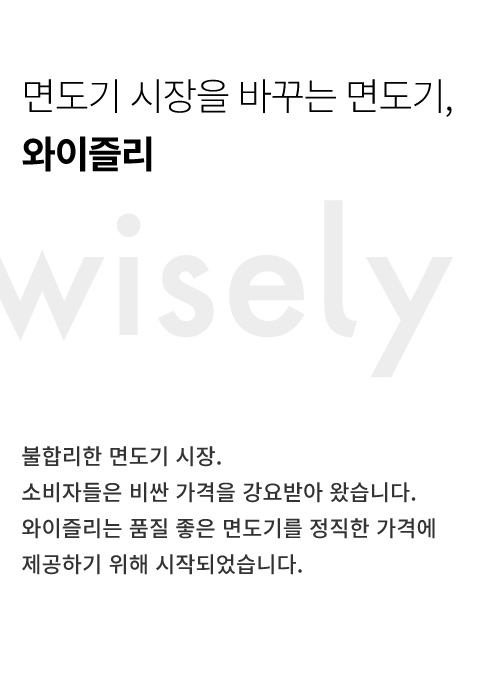 면도기 시장을 바꾸는 면도기,
와이즐리
wisely
불합리한 면도기 시장.
소비자들은 비싼 가격을 강요받아 왔습니다.
와이즐리는 품질 좋은 면도기를 정직한 가격에
제공하기 위해 시작되었습니다.